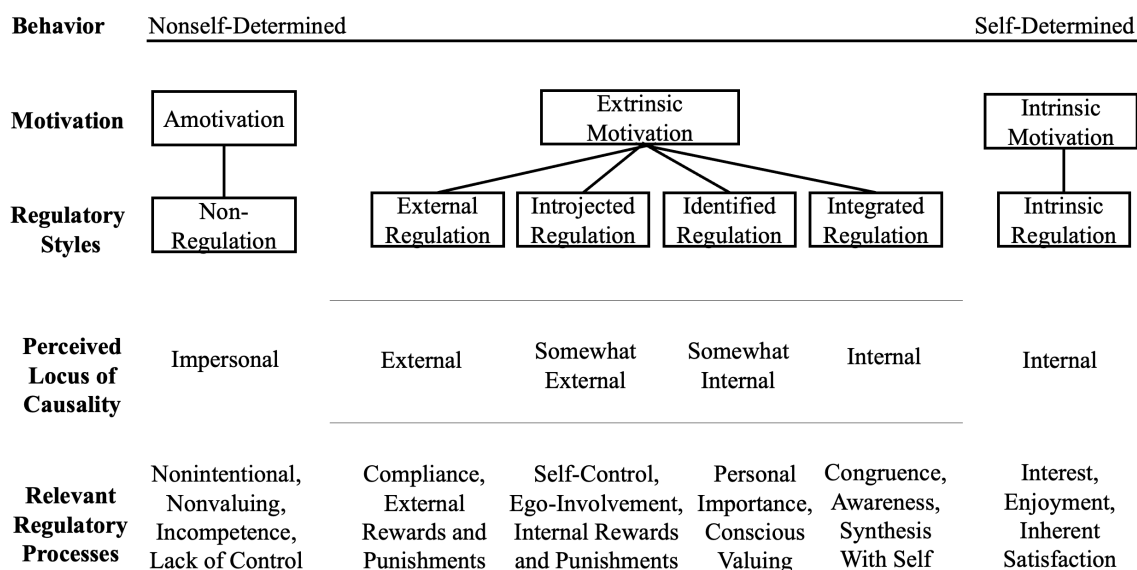 Behavior
Nonself-Determined
Self-Determined
Motivation
Amotivation
Extrinsic
Motivation
Intrinsic
Motivation
Regulatory
Styles
Non-
Regulation
External
Regulation
Introjected
Regulation
Identified
Regulation
Integrated
Regulation
Intrinsic
Regulation
Perceived
Locus of
Causality
Impersonal
External
Somewhat
External
Somewhat
Internal
Internal
Internal
Relevant
Regulatory
Processes
Nonintentional,
Nonvaluing,
Incompetence,
Lack of Control
Compliance,
External
Rewards and
Punishments
Self-Control,
Ego-Involvement,
Internal Rewards
and Punishments
Personal
Importance,
Conscious
Valuing
Congruence,
Awareness,
Synthesis
With Self
Interest,
Enjoyment,
Inherent
Satisfaction